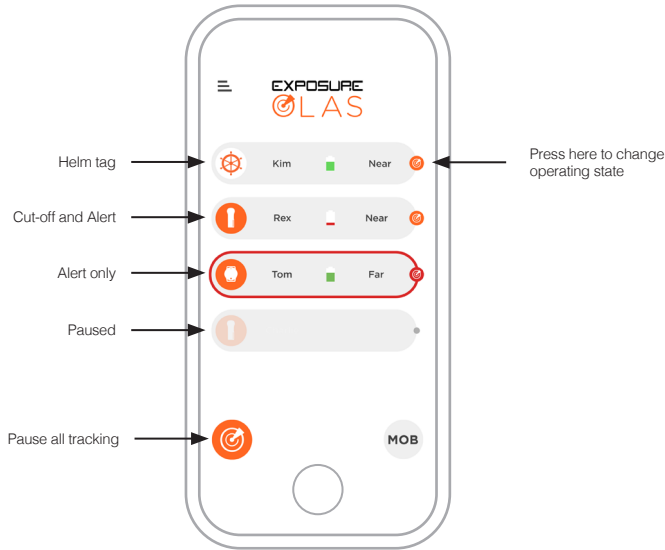 EXPOSURE
OLAS
Helm tag
Kim
Near
Press here to change
operating state
Cut-off and Alert
Rex
Near
Alert only
Tom
Far
Paused
Pause all tracking
MOB